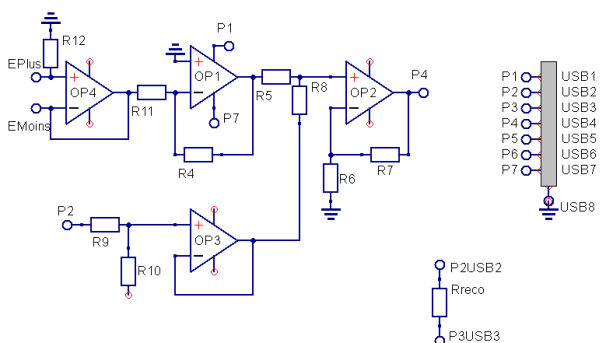 R12
P1
EPlus
OP4
R11
OP1
R5
R8
OP2
P4
EMoins
P7
R4
R6
R7
P2
R9
R10
OP3
P1 USB1
P2 USB2
P3 USB3
P4 USB4
P5 USB5
P6 USB6
P7 USB7
USB8
P2USB2
Rreco
P3USB3